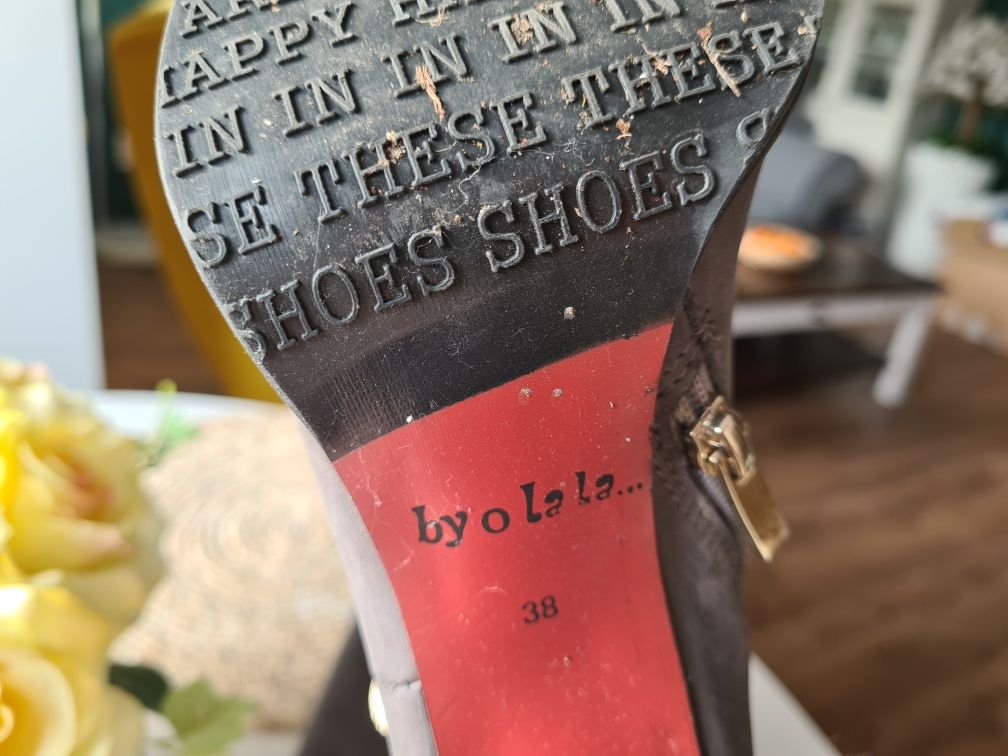 HAPPY
IN IN IN IN IN
SE THESE THESE
SHOES SHOES
by o la la...
38